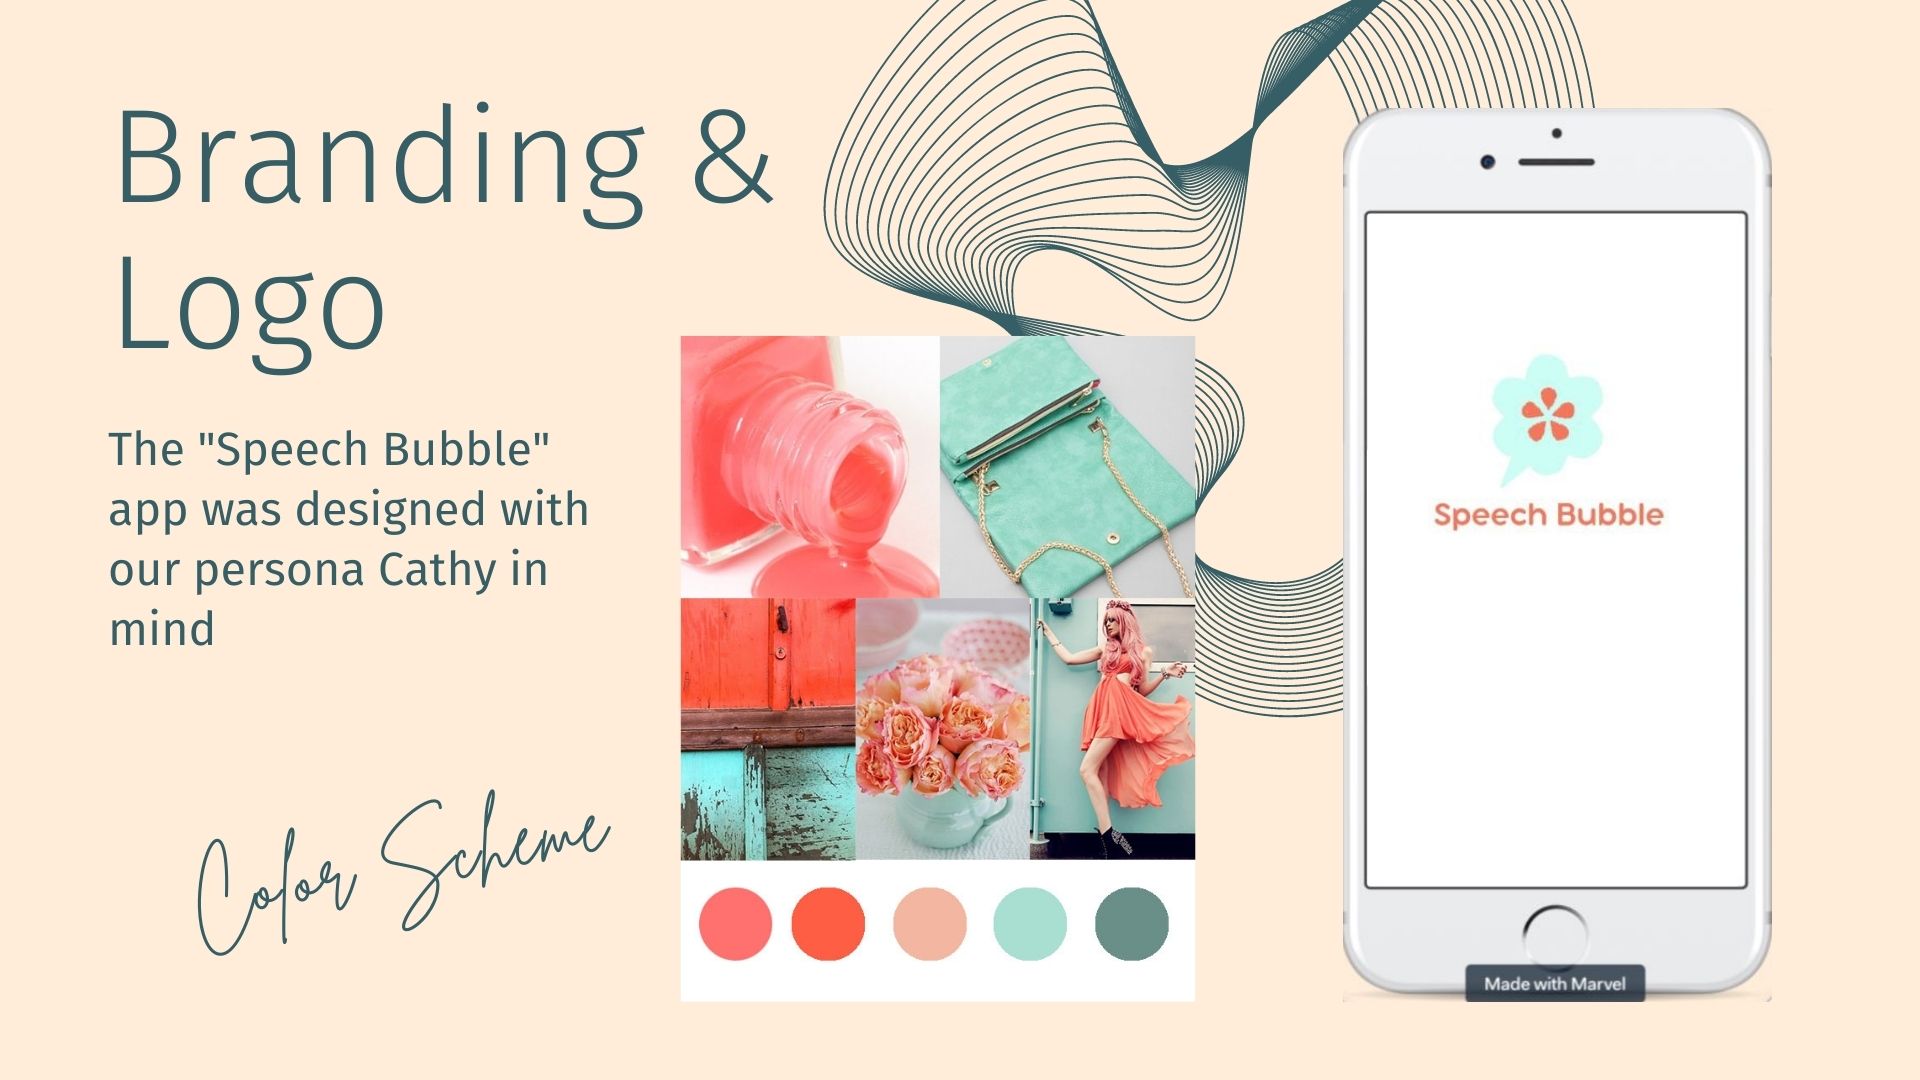 Branding &
Logo
The "Speech Bubble"
app was designed with
our persona Cathy in
mind
Color Scheme
Speech Bubble
Made with Marvel